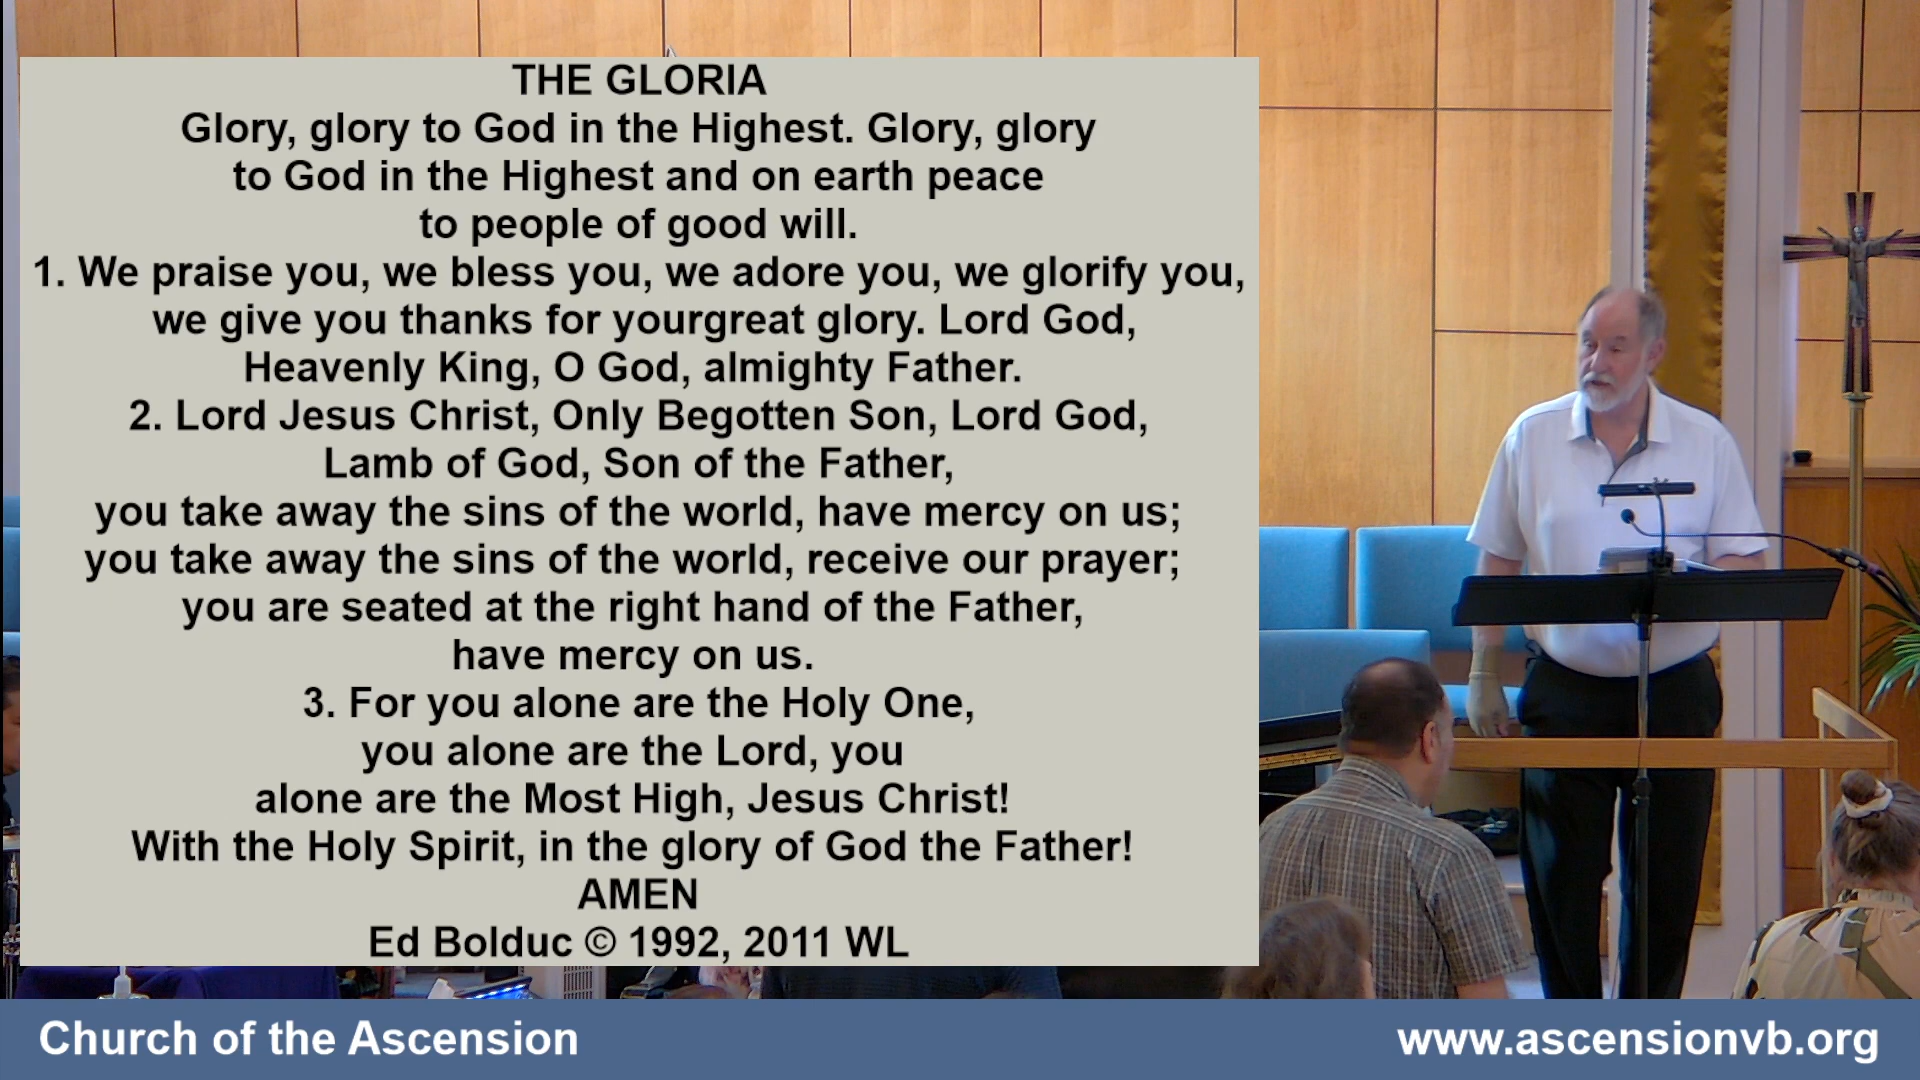 THE GLORIA
Glory, glory to God in the Highest. Glory, glory
to God in the Highest and on earth peace
to people of good will.
1. We praise you, we bless you, we adore you, we glorify you,
we give you thanks for yourgreat glory. Lord God,
Heavenly King, O God, almighty Father.
2. Lord Jesus Christ, Only Begotten Son, Lord God,
Lamb of God, Son of the Father,
you take away the sins of the world, have mercy on us;
you take away the sins of the world, receive our prayer;
you are seated at the right hand of the Father,
have mercy on us.
3. For you alone are the Holy One,
you alone are the Lord, you
alone are the Most High, Jesus Christ!
With the Holy Spirit, in the glory of God the Father!
AMEN
Ed Bolduc © 1992, 2011 WL
Church of the Ascension
www.ascensionvb.org